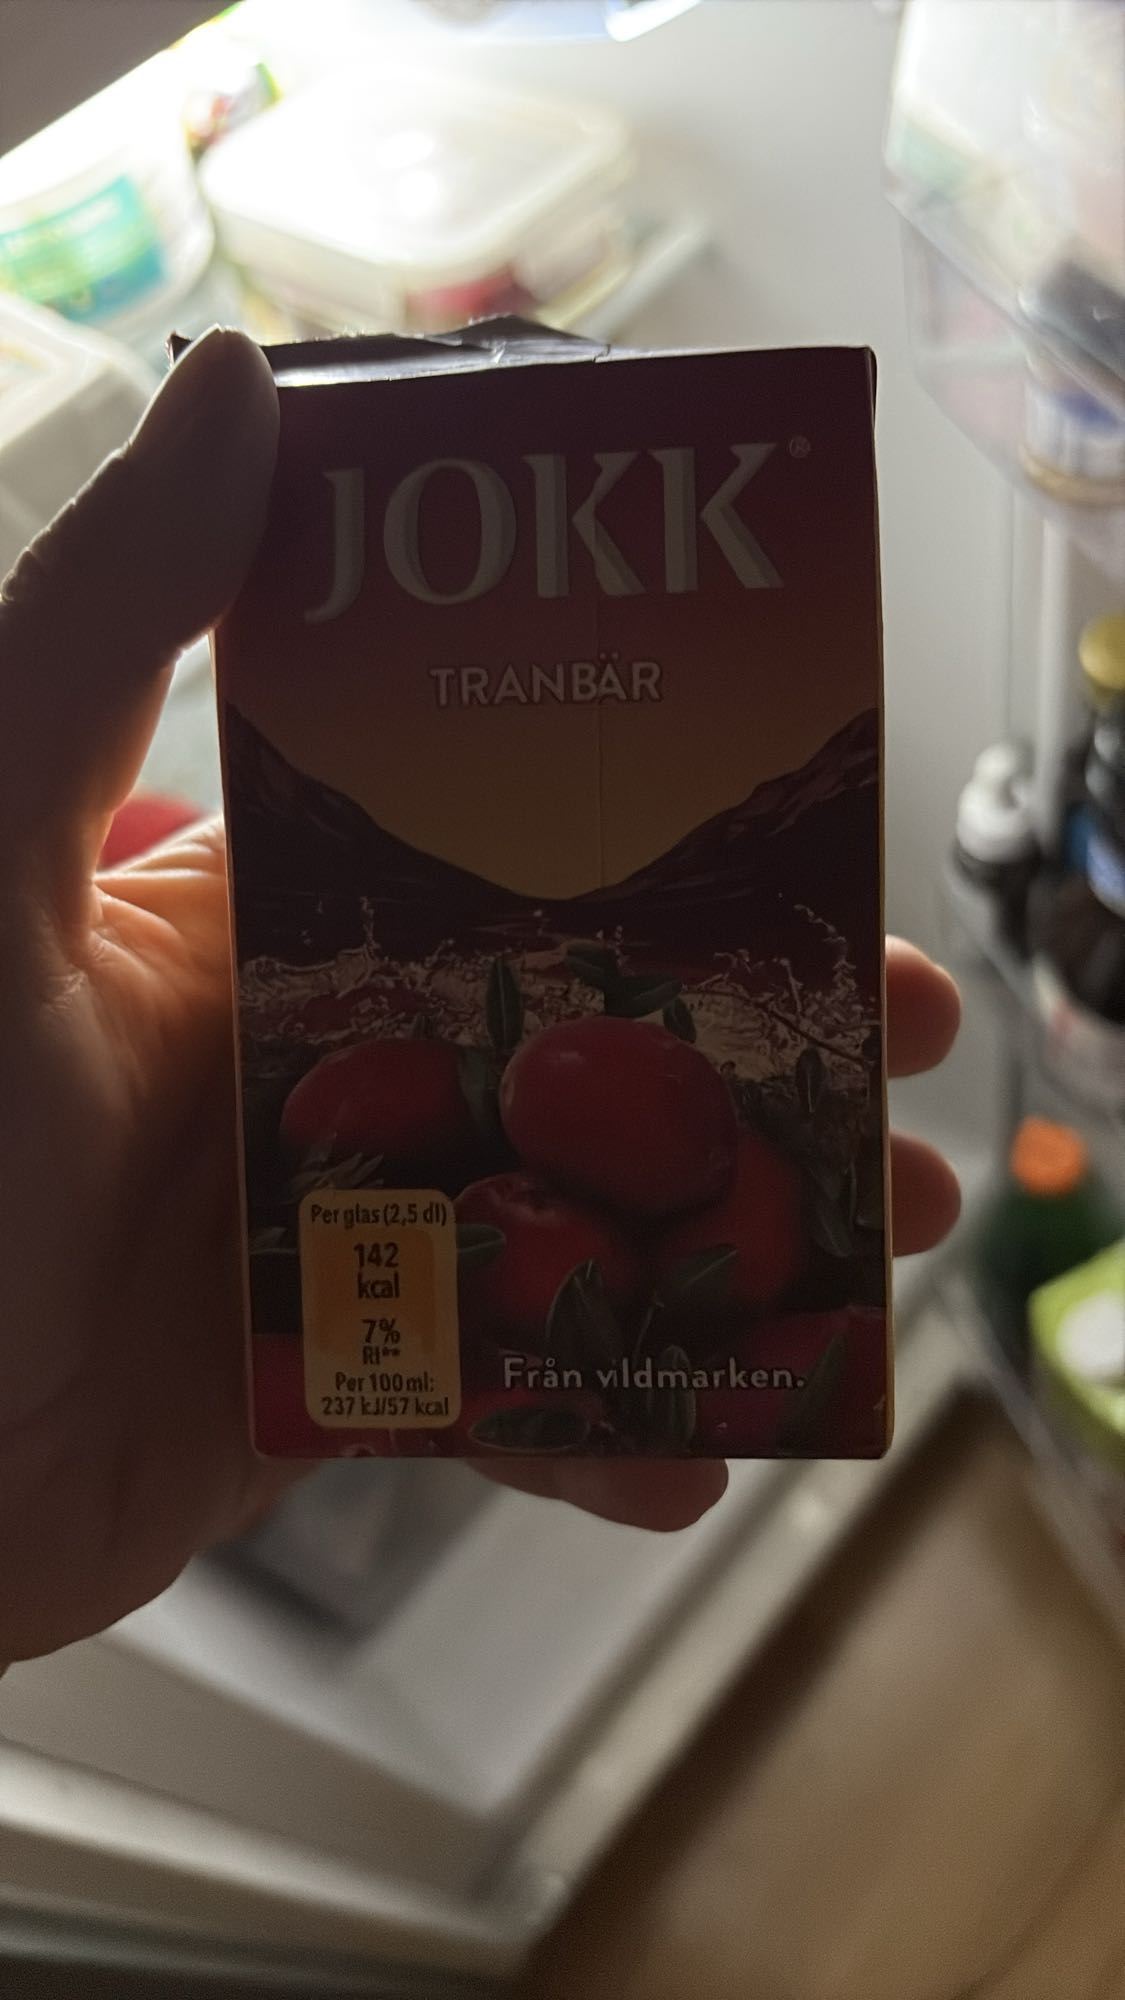 JOKK®
TRANBÄR
Per glas (2,5 dl)
142
kcal
7%
RI**
Per 100 ml:
237 kJ/57 kcal
Från vildmarken.